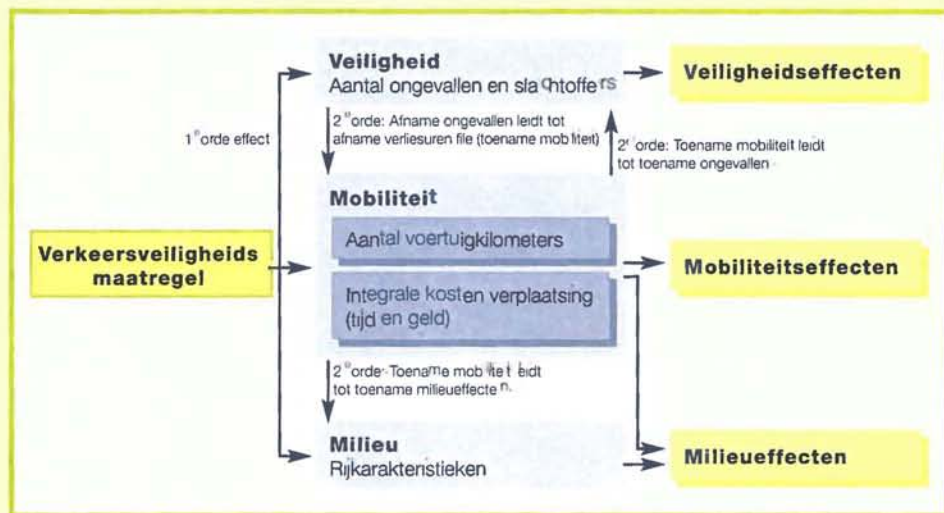 Veiligheid
Aantal ongevallen en slachtoffers
Veiligheidseffecten
1e orde effect
2e orde: Afname ongevallen leidt tot
afname verliesuren file (toename mobiliteit)
2e orde: Toename mobiliteit leidt
tot toename ongevallen
Mobiliteit
Aantal voertuigkilometers
Verkeersveiligheids
maatregel
Mobiliteitseffecten
Integrale kosten verplaatsing
(tijd en geld)
2e orde: Toename mobiliteit leidt
tot toename milieueffecten.
Milieu
Rijkarakteristieken
Milieueffecten